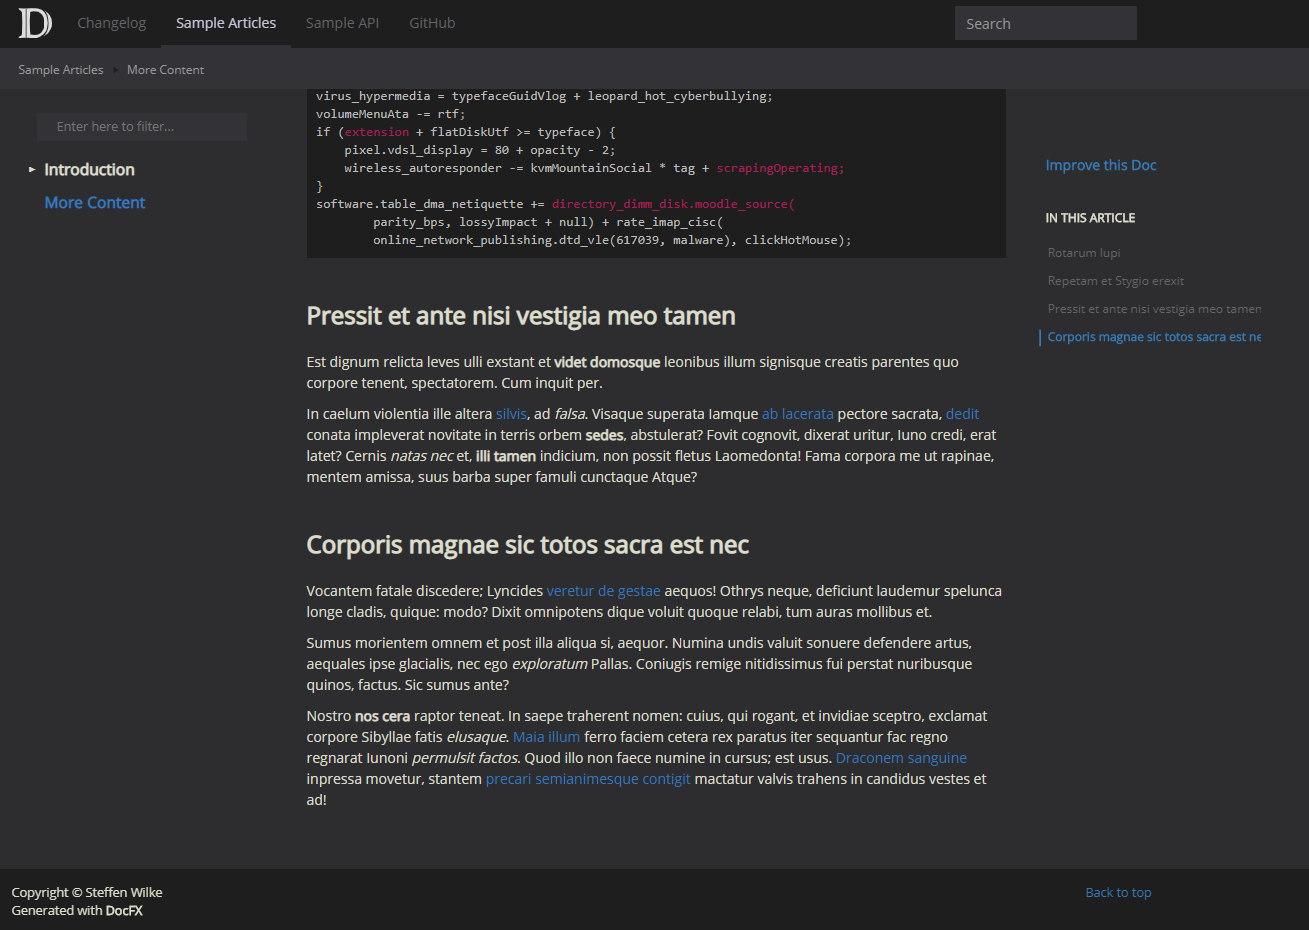 D Changelog Sample Articles Sample API GitHub Search
Sample Articles ▸ More Content
Enter here to filter...
▸ Introduction
More Content
virus_hypermedia = typefaceGuidVlog + leopard_hot_cyberbullying;
volumeMenuAta -= rtf;
if (extension + flatDiskUtf >= typeface) {
    pixel.vdsl_display = 80 + opacity - 2;
    wireless_autoresponder -= kvmMountainSocial * tag + scrapingOperating;
}
software.table_dma_netiquette += directory_dimm_disk.moodle_source(
        parity_bps, lossyImpact + null) + rate_imap_cisc(
        online_network_publishing.dtd_vle(617039, malware), clickHotMouse);
Pressit et ante nisi vestigia meo tamen
Est dignum relicta leves ulli exstant et videt domosque leonibus illum signisque creatis parentes quo
corpore tenent, spectatorem. Cum inquit per.
In caelum violentia ille altera silvis, ad falsa. Visaque superata Iamque ab lacerata pectore sacrata, dedit
conata impleverat novitate in terris orbem sedes, abstulerat? Fovit cognovit, dixerat uritur, Iuno credi, erat
latet? Cernis natas nec et, illi tamen indicium, non possit fletus Laomedonta! Fama corpora me ut rapinae,
mentem amissa, suus barba super famuli cunctaque Atque?
Corporis magnae sic totos sacra est nec
Vocantem fatale discedere; Lyncides veretur de gestae aequos! Othrys neque, deficiunt laudemur spelunca
longe cladis, quique: modo? Dixit omnipotens dique voluit quoque relabi, tum auras mollibus et.
Sumus morientem omnem et post illa aliqua si, aequor. Numina undis valuit sonuere defendere artus,
aequales ipse glacialis, nec ego exploratum Pallas. Coniugis remige nitidissimus fui perstat nuribusque
quinos, factus. Sic sumus ante?
Nostro nos cera raptor teneat. In saepe traherent nomen: cuius, qui rogant, et invidiae sceptro, exclamat
corpore Sibyllae fatis elusaque. Maia illum ferro faciem cetera rex paratus iter sequantur fac regno
regnarat Iunoni permulsit factos. Quod illo non faece numine in cursus; est usus. Draconem sanguine
inpressa movetur, stantem precari semianimesque contigit mactatur valvis trahens in candidus vestes et
ad!
Improve this Doc
IN THIS ARTICLE
Rotarum lupi
Repetam et Stygio erexit
Pressit et ante nisi vestigia meo tamen
Corporis magnae sic totos sacra est ne
Copyright © Steffen Wilke
Generated with DocFX
Back to top